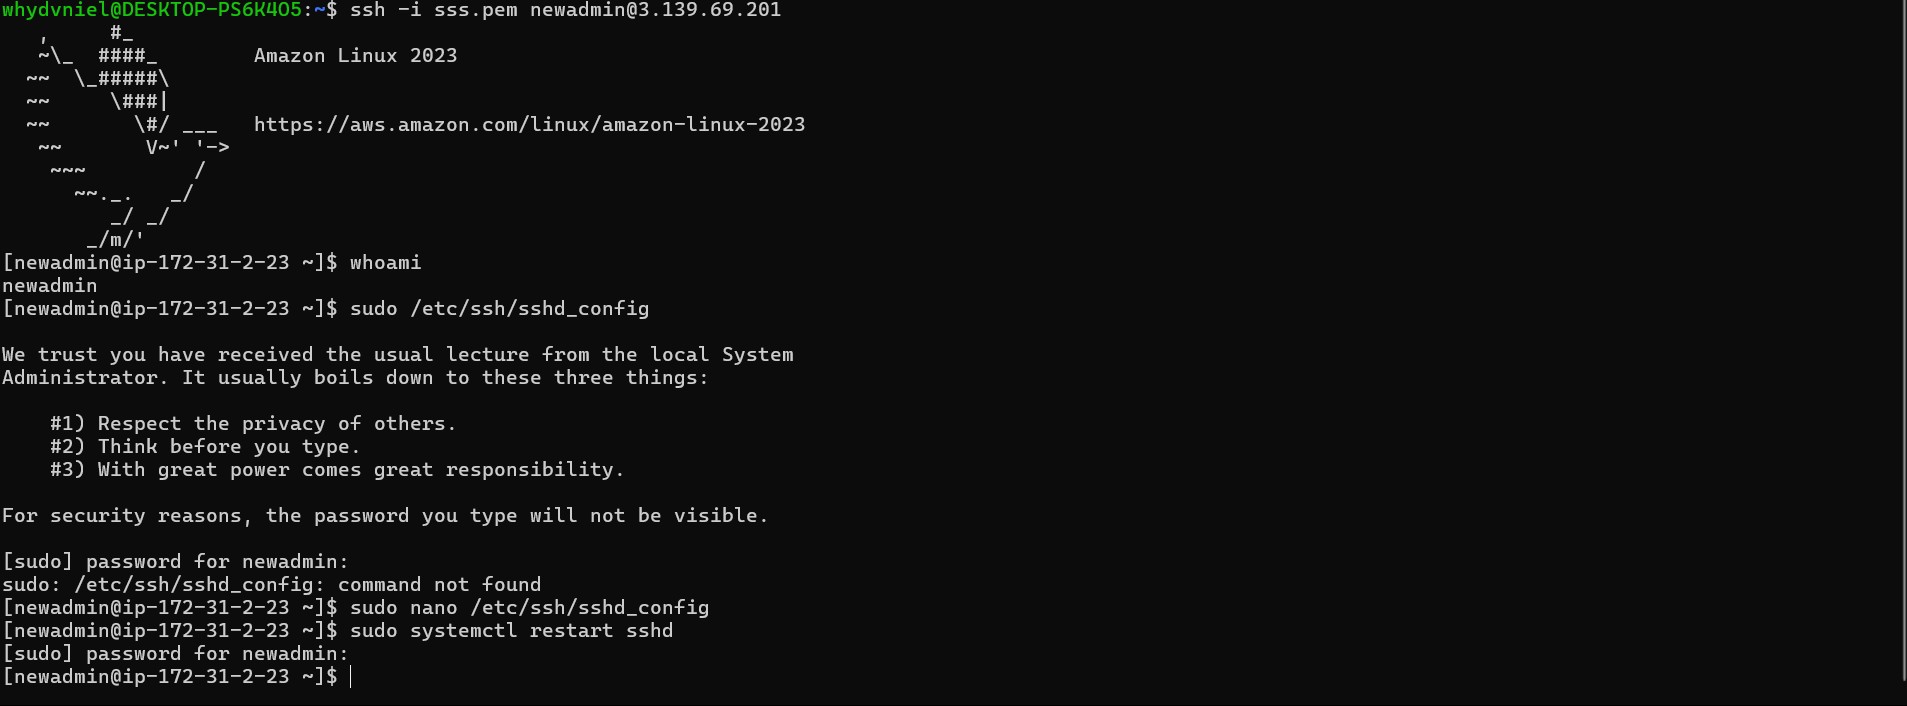 whydvniel@DESKTOP-PS6K4O5:~$ ssh -i sss.pem newadmin@3.139.69.201
   ,     #_
   ~\_  ####_        Amazon Linux 2023
  ~~  \_#####\
  ~~     \###|
  ~~       \#/ ___   https://aws.amazon.com/linux/amazon-linux-2023
   ~~       V~' '->
    ~~~         /
      ~~._.   _/
         _/ _/
       _/m/'
[newadmin@ip-172-31-2-23 ~]$ whoami
newadmin
[newadmin@ip-172-31-2-23 ~]$ sudo /etc/ssh/sshd_config

We trust you have received the usual lecture from the local System
Administrator. It usually boils down to these three things:

    #1) Respect the privacy of others.
    #2) Think before you type.
    #3) With great power comes great responsibility.

For security reasons, the password you type will not be visible.

[sudo] password for newadmin:
sudo: /etc/ssh/sshd_config: command not found
[newadmin@ip-172-31-2-23 ~]$ sudo nano /etc/ssh/sshd_config
[newadmin@ip-172-31-2-23 ~]$ sudo systemctl restart sshd
[sudo] password for newadmin:
[newadmin@ip-172-31-2-23 ~]$